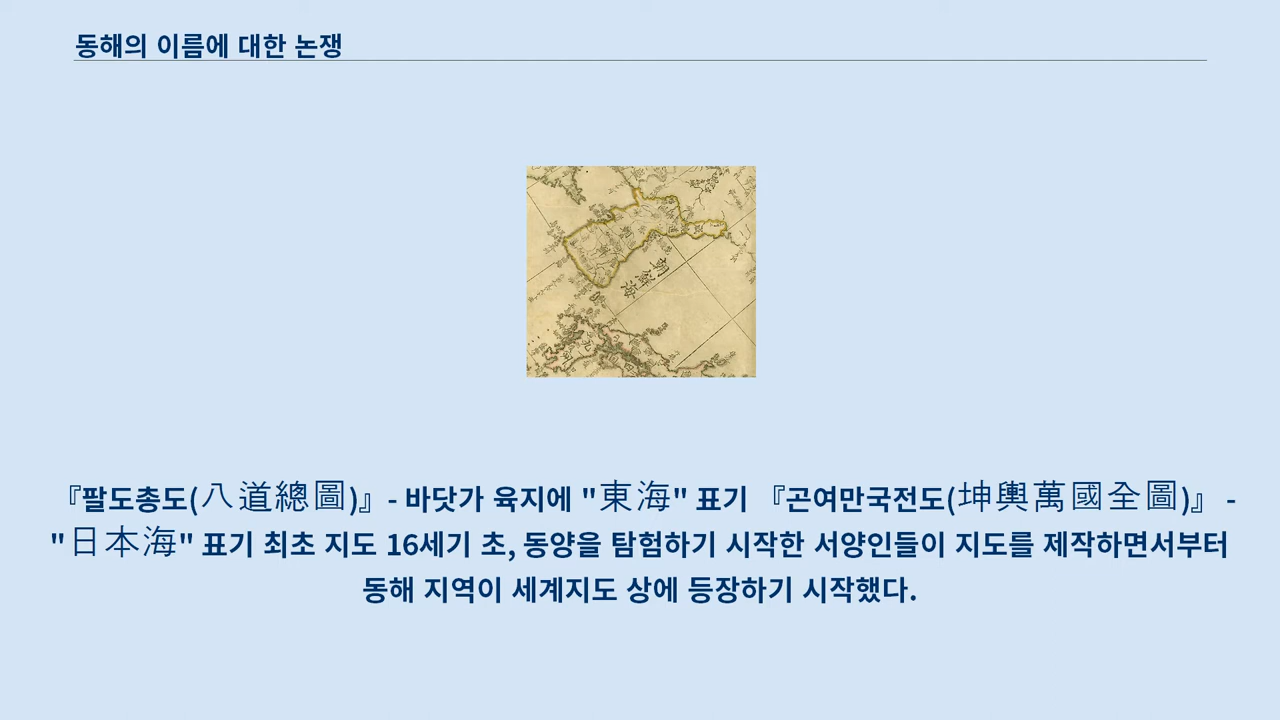 동해의 이름에 대한 논쟁
朝鮮海
『팔도총도(八道總圖)』- 바닷가 육지에 "東海" 표기 『곤여만국전도(坤輿萬國全圖)』 -
"日本海" 표기 최초 지도 16세기 초, 동양을 탐험하기 시작한 서양인들이 지도를 제작하면서부터
동해 지역이 세계지도 상에 등장하기 시작했다.